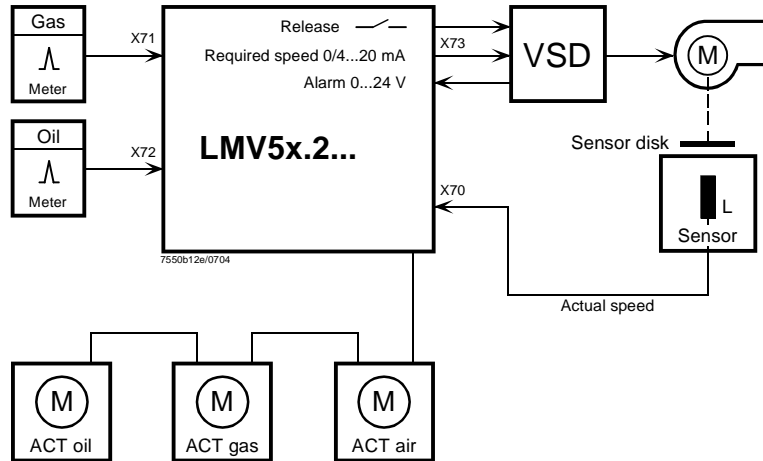 Gas
Meter
X71
Release
Required speed 0/4...20 mA
Alarm 0...24 V
X73
VSD
M
Oil
Meter
X72
LMV5x.2...
Sensor disk
X70
L
Sensor
7550b12e/0704
Actual speed
M
ACT oil
M
ACT gas
M
ACT air